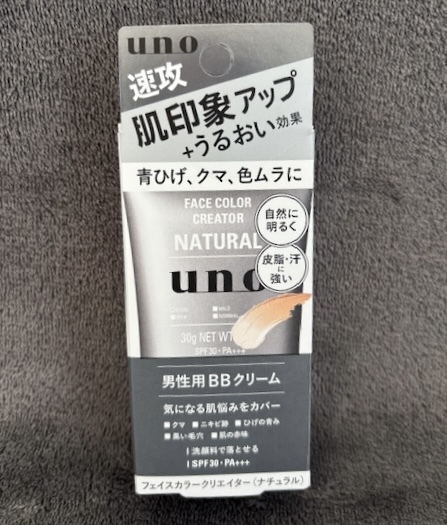 uno
速攻
肌印象アップ
+うるおい効果
青ひげ、クマ、色ムラに
FACE COLOR
CREATOR
NATURAL
uno
自然に
明るく
皮脂・汗
に
強い
30g NET WT
SPF30・PA+++
男性用BBクリーム
気になる肌悩みをカバー
■クマ ■ニキビ跡 ■ひげの青み
■黒い毛穴 ■肌の赤味
洗顔料で落とせる
SPF30・PA+++
フェイスカラークリエイター〈ナチュラル〉